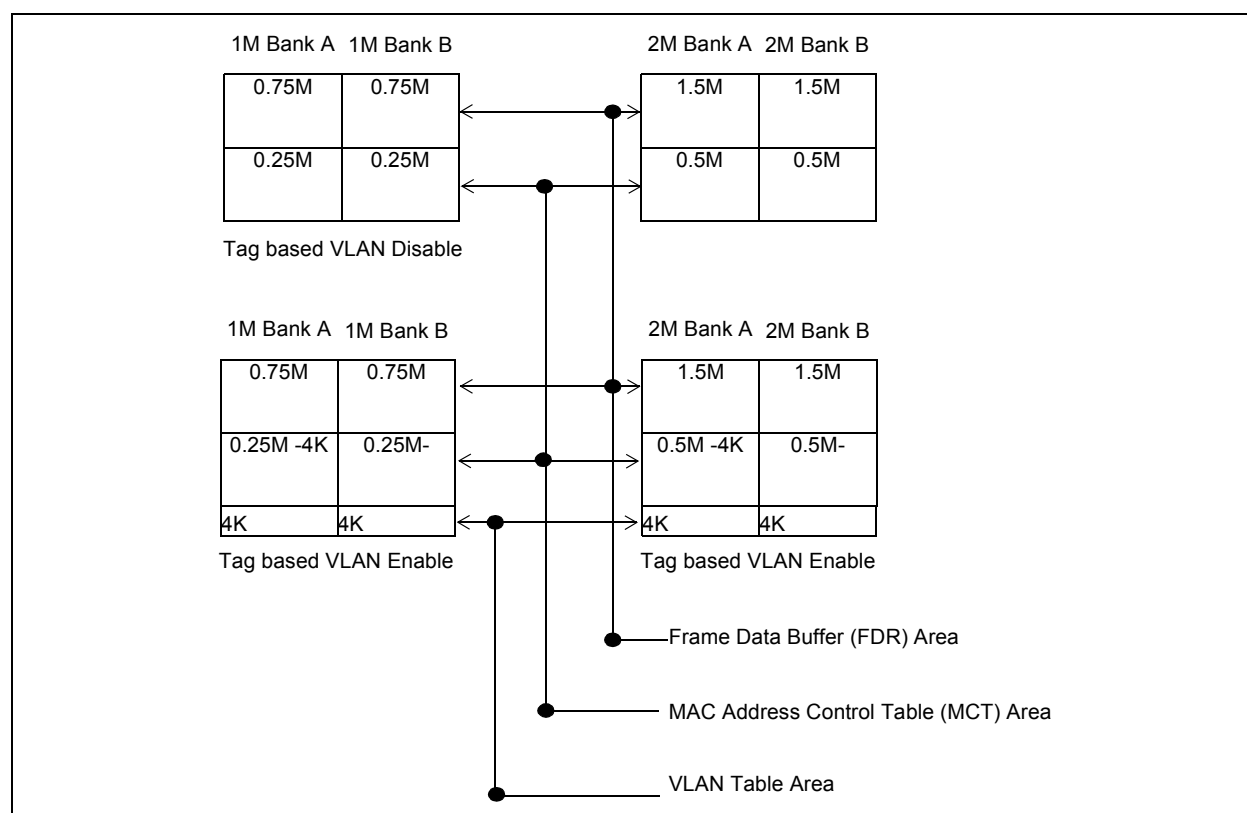 1M Bank A 1M Bank B 2M Bank A 2M Bank B
0.75M 0.75M 1.5M 1.5M
0.25M 0.25M 0.5M 0.5M
Tag based VLAN Disable
1M Bank A 1M Bank B 2M Bank A 2M Bank B
0.75M 0.75M 1.5M 1.5M
0.25M -4K 0.25M- 0.5M -4K 0.5M-
4K 4K 4K 4K
Tag based VLAN Enable Tag based VLAN Enable
Frame Data Buffer (FDR) Area
MAC Address Control Table (MCT) Area
VLAN Table Area